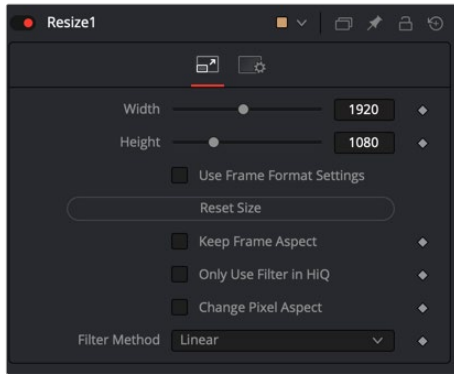 Resize1
Width 1920
Height 1080
Use Frame Format Settings
Reset Size
Keep Frame Aspect
Only Use Filter in HiQ
Change Pixel Aspect
Filter Method Linear